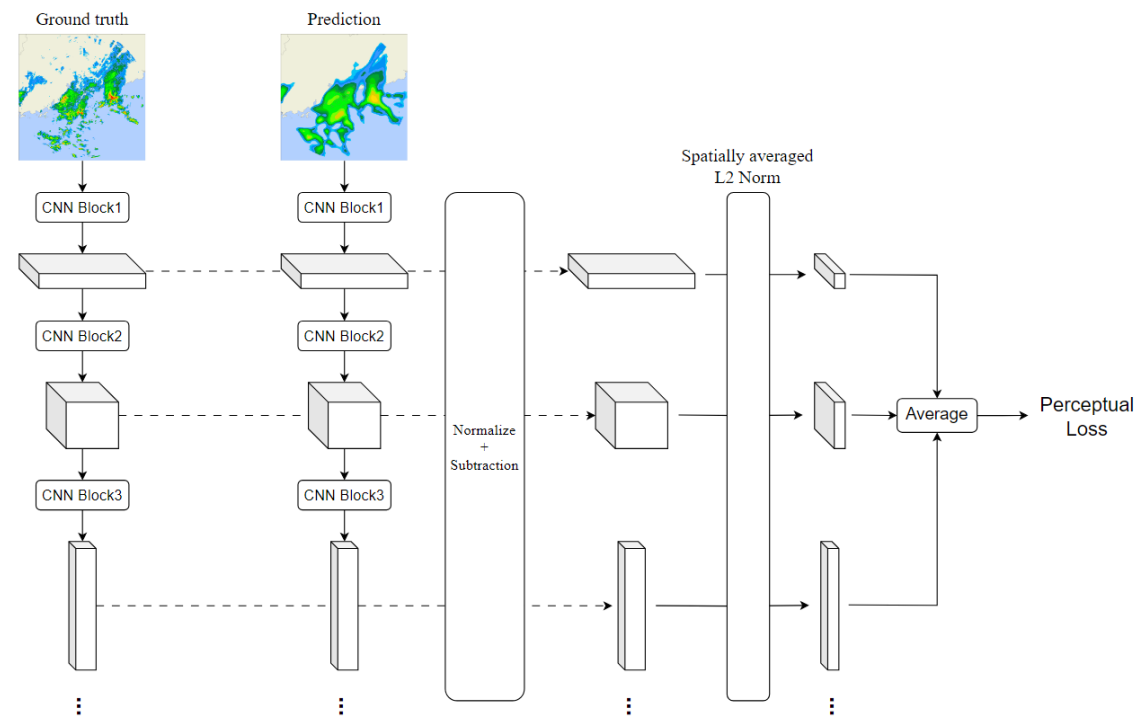 Ground truth
Prediction
CNN Block1
CNN Block1
Spatially averaged
L2 Norm
CNN Block2
CNN Block2
Normalize
+
Subtraction
Average
Perceptual
Loss
CNN Block3
CNN Block3